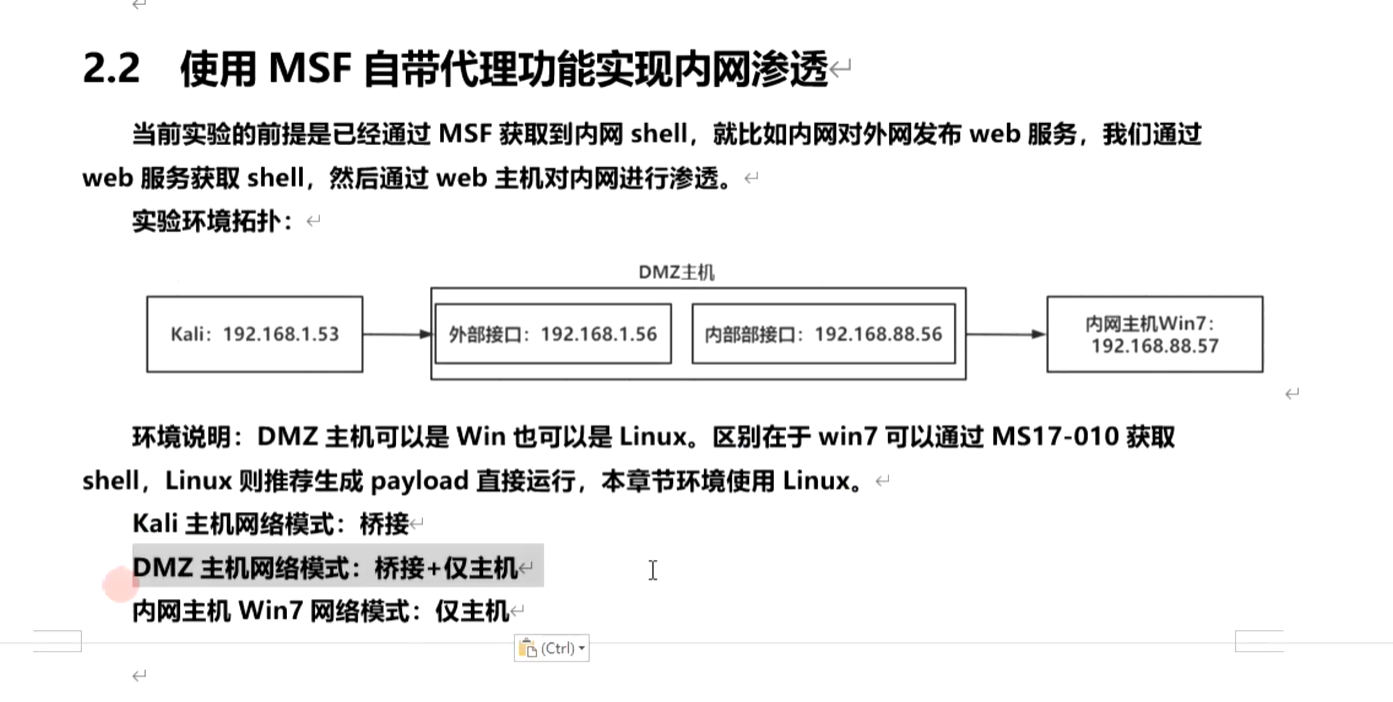 2.2 使用 MSF 自带代理功能实现内网渗透
当前实验的前提是已经通过 MSF 获取到内网 shell，就比如内网对外网发布 web 服务，我们通过
web 服务获取 shell，然后通过 web 主机对内网进行渗透。
实验环境拓扑：
DMZ主机
Kali：192.168.1.53
外部接口：192.168.1.56
内部部接口：192.168.88.56
内网主机Win7：
192.168.88.57
环境说明：DMZ 主机可以是 Win 也可以是 Linux。区别在于 win7 可以通过 MS17-010 获取
shell，Linux 则推荐生成 payload 直接运行，本章节环境使用 Linux。
Kali 主机网络模式：桥接
DMZ 主机网络模式：桥接+仅主机
内网主机 Win7 网络模式：仅主机
(Ctrl)